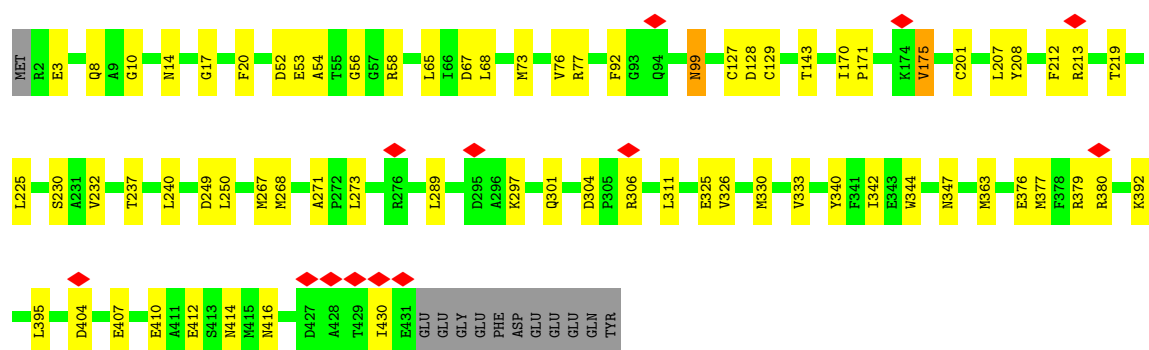 MET R2 E3 Q8 A9 G10 N14 G17 F20 D52 E53 A54 T55 G56 G57 R58 L65 I66 D67 L68 M73 V76 R77 F92 G93 Q94 N99 C127 D128 C129 T143 I170 P171 K174 V175 C201 L207 Y208 F212 R213 T219
L225 S230 A231 V232 T237 L240 D249 L250 M267 M268 A271 P272 L273 R276 L289 D295 A296 K297 Q301 D304 P305 R306 L311 E325 V326 M330 V333 Y340 F341 I342 E343 W344 N347 M363 E376 M377 F378 R379 R380 K392
L395 D404 E407 E410 A411 E412 S413 N414 M415 N416 D427 A428 T429 I430 E431 GLU GLU GLY GLU PHE ASP GLU GLU GLU GLN TYR